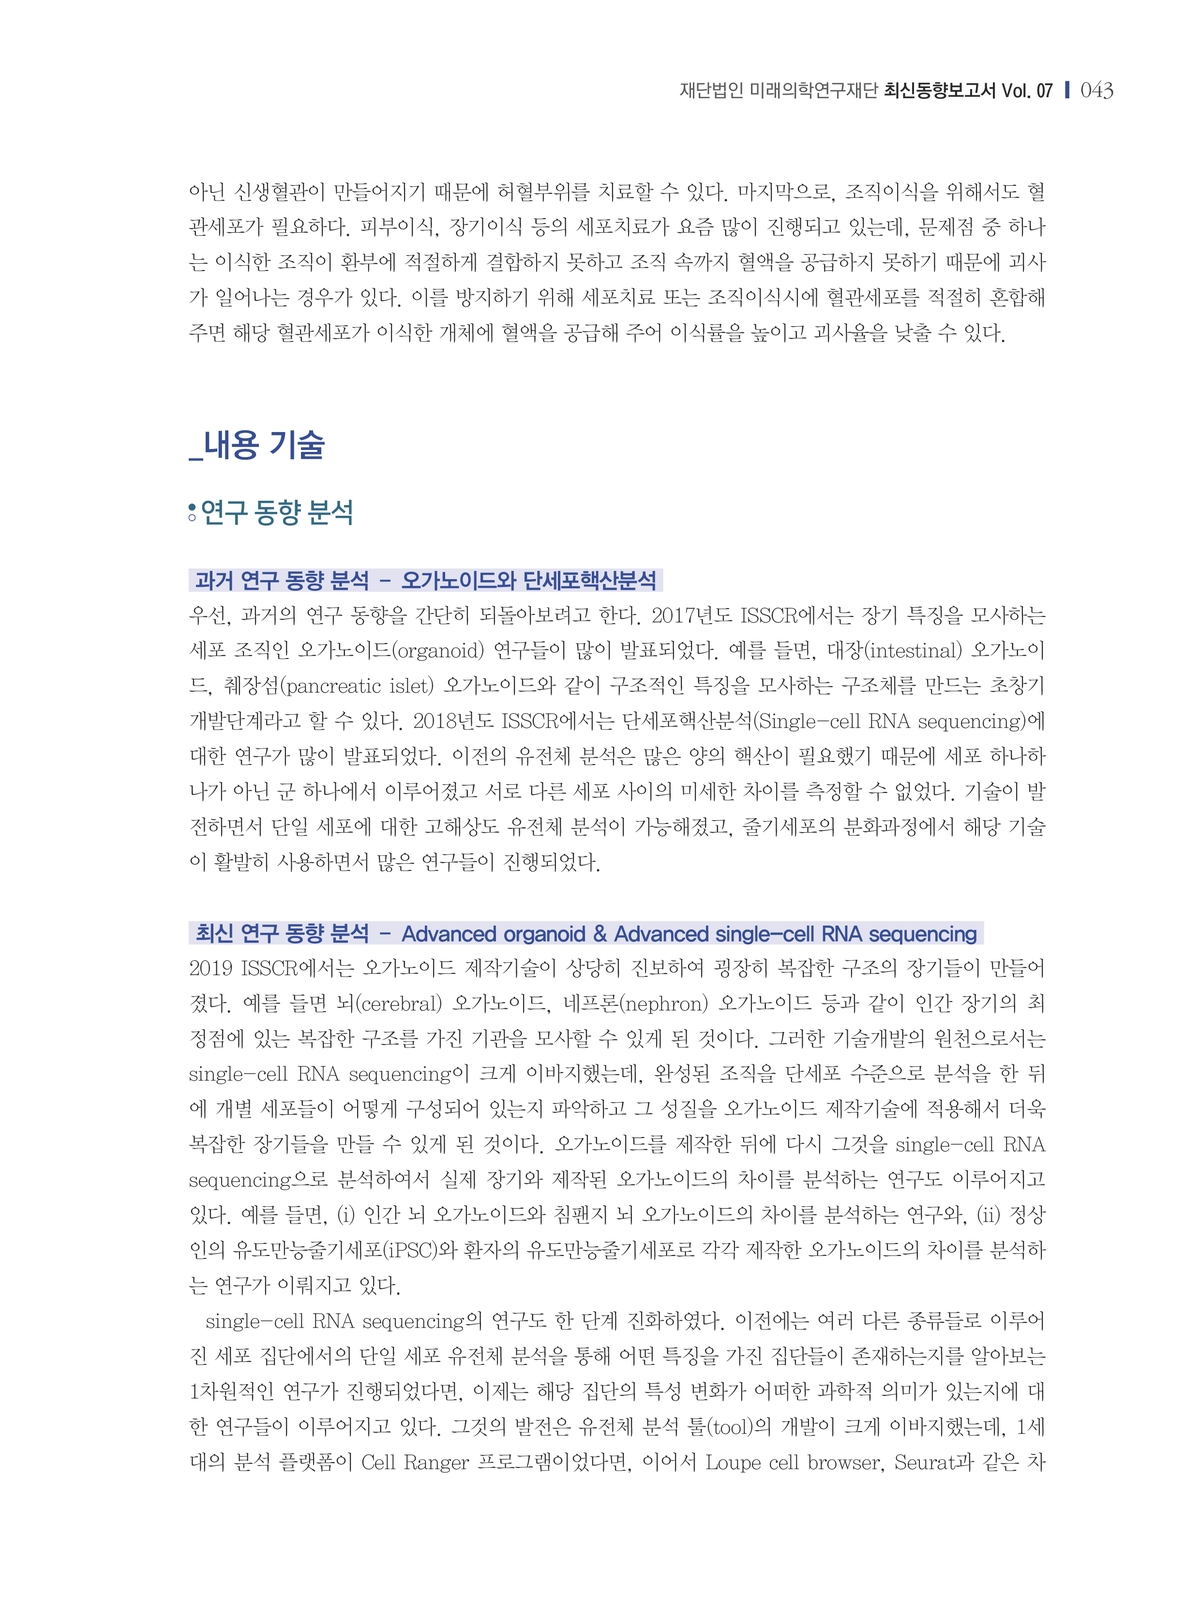 재단법인 미래의학연구재단 최신동향보고서 Vol. 07 043
아닌 신생혈관이 만들어지기 때문에 허혈부위를 치료할 수 있다. 마지막으로, 조직이식을 위해서도 혈
관세포가 필요하다. 피부이식, 장기이식 등의 세포치료가 요즘 많이 진행되고 있는데, 문제점 중 하나
는 이식한 조직이 환부에 적절하게 결합하지 못하고 조직 속까지 혈액을 공급하지 못하기 때문에 괴사
가 일어나는 경우가 있다. 이를 방지하기 위해 세포치료 또는 조직이식시에 혈관세포를 적절히 혼합해
주면 해당 혈관세포가 이식한 개체에 혈액을 공급해 주어 이식률을 높이고 괴사율을 낮출 수 있다.
_내용 기술
연구 동향 분석
과거 연구 동향 분석 - 오가노이드와 단세포핵산분석
우선, 과거의 연구 동향을 간단히 되돌아보려고 한다. 2017년도 ISSCR에서는 장기 특징을 모사하는
세포 조직인 오가노이드(organoid) 연구들이 많이 발표되었다. 예를 들면, 대장(intestinal) 오가노이
드, 췌장섬(pancreatic islet) 오가노이드와 같이 구조적인 특징을 모사하는 구조체를 만드는 초창기
개발단계라고 할 수 있다. 2018년도 ISSCR에서는 단세포핵산분석(Single-cell RNA sequencing)에
대한 연구가 많이 발표되었다. 이전의 유전체 분석은 많은 양의 핵산이 필요했기 때문에 세포 하나하
나가 아닌 군 하나에서 이루어졌고 서로 다른 세포 사이의 미세한 차이를 측정할 수 없었다. 기술이 발
전하면서 단일 세포에 대한 고해상도 유전체 분석이 가능해졌고, 줄기세포의 분화과정에서 해당 기술
이 활발히 사용하면서 많은 연구들이 진행되었다.
최신 연구 동향 분석 - Advanced organoid & Advanced single-cell RNA sequencing
2019 ISSCR에서는 오가노이드 제작기술이 상당히 진보하여 굉장히 복잡한 구조의 장기들이 만들어
졌다. 예를 들면 뇌(cerebral) 오가노이드, 네프론(nephron) 오가노이드 등과 같이 인간 장기의 최
정점에 있는 복잡한 구조를 가진 기관을 모사할 수 있게 된 것이다. 그러한 기술개발의 원천으로서는
single-cell RNA sequencing이 크게 이바지했는데, 완성된 조직을 단세포 수준으로 분석을 한 뒤
에 개별 세포들이 어떻게 구성되어 있는지 파악하고 그 성질을 오가노이드 제작기술에 적용해서 더욱
복잡한 장기들을 만들 수 있게 된 것이다. 오가노이드를 제작한 뒤에 다시 그것을 single-cell RNA
sequencing으로 분석하여서 실제 장기와 제작된 오가노이드의 차이를 분석하는 연구도 이루어지고
있다. 예를 들면, (i) 인간 뇌 오가노이드와 침팬지 뇌 오가노이드의 차이를 분석하는 연구와, (ii) 정상
인의 유도만능줄기세포(iPSC)와 환자의 유도만능줄기세포로 각각 제작한 오가노이드의 차이를 분석하
는 연구가 이뤄지고 있다.
single-cell RNA sequencing의 연구도 한 단계 진화하였다. 이전에는 여러 다른 종류들로 이루어
진 세포 집단에서의 단일 세포 유전체 분석을 통해 어떤 특징을 가진 집단들이 존재하는지를 알아보는
1차원적인 연구가 진행되었다면, 이제는 해당 집단의 특성 변화가 어떠한 과학적 의미가 있는지에 대
한 연구들이 이루어지고 있다. 그것의 발전은 유전체 분석 툴(tool)의 개발이 크게 이바지했는데, 1세
대의 분석 플랫폼이 Cell Ranger 프로그램이었다면, 이어서 Loupe cell browser, Seurat과 같은 차